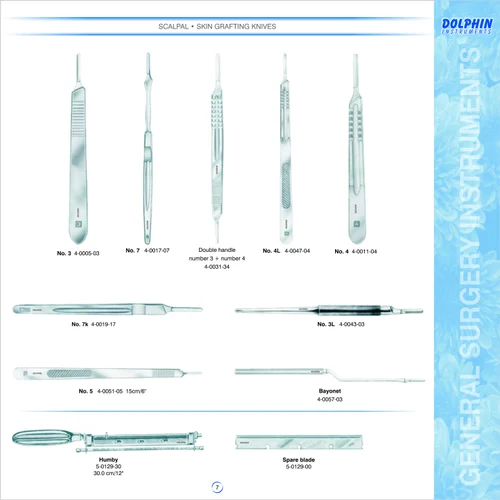 SCALPAL • SKIN GRAFTING KNIVES
DOLPHIN
INSTRUMENTS
GENERAL SURGERY INSTRUMENTS
No. 3 4-0005-03
No. 7 4-0017-07
Double handle
number 3 + number 4
4-0031-34
No. 4L 4-0047-04
No. 4 4-0011-04
No. 7k 4-0019-17
No. 3L 4-0043-03
No. 5 4-0051-05 15cm/6"
Bayonet
4-0057-03
Humby
5-0129-30
30.0 cm/12"
Spare blade
5-0129-00
7